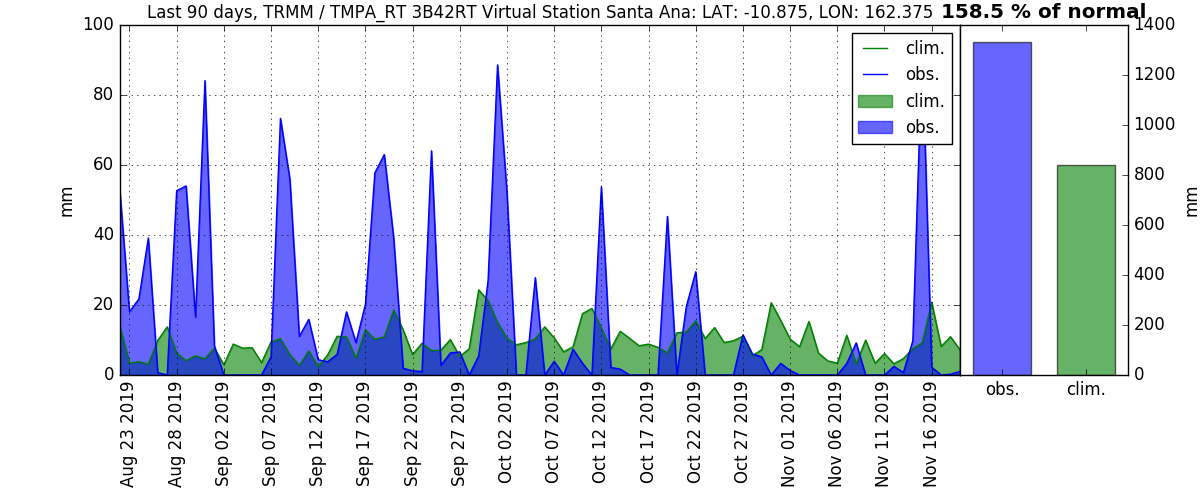 Last 90 days, TRMM / TMPA_RT 3B42RT Virtual Station Santa Ana: LAT: -10.875, LON: 162.375 158.5 % of normal
100
80
60
40
20
0
mm
clim.
obs.
clim.
obs.
Aug 23 2019
Aug 28 2019
Sep 02 2019
Sep 07 2019
Sep 12 2019
Sep 17 2019
Sep 22 2019
Sep 27 2019
Oct 02 2019
Oct 07 2019
Oct 12 2019
Oct 17 2019
Oct 22 2019
Oct 27 2019
Nov 01 2019
Nov 06 2019
Nov 11 2019
Nov 16 2019
1400
1200
1000
800
600
400
200
0
mm
obs.
clim.